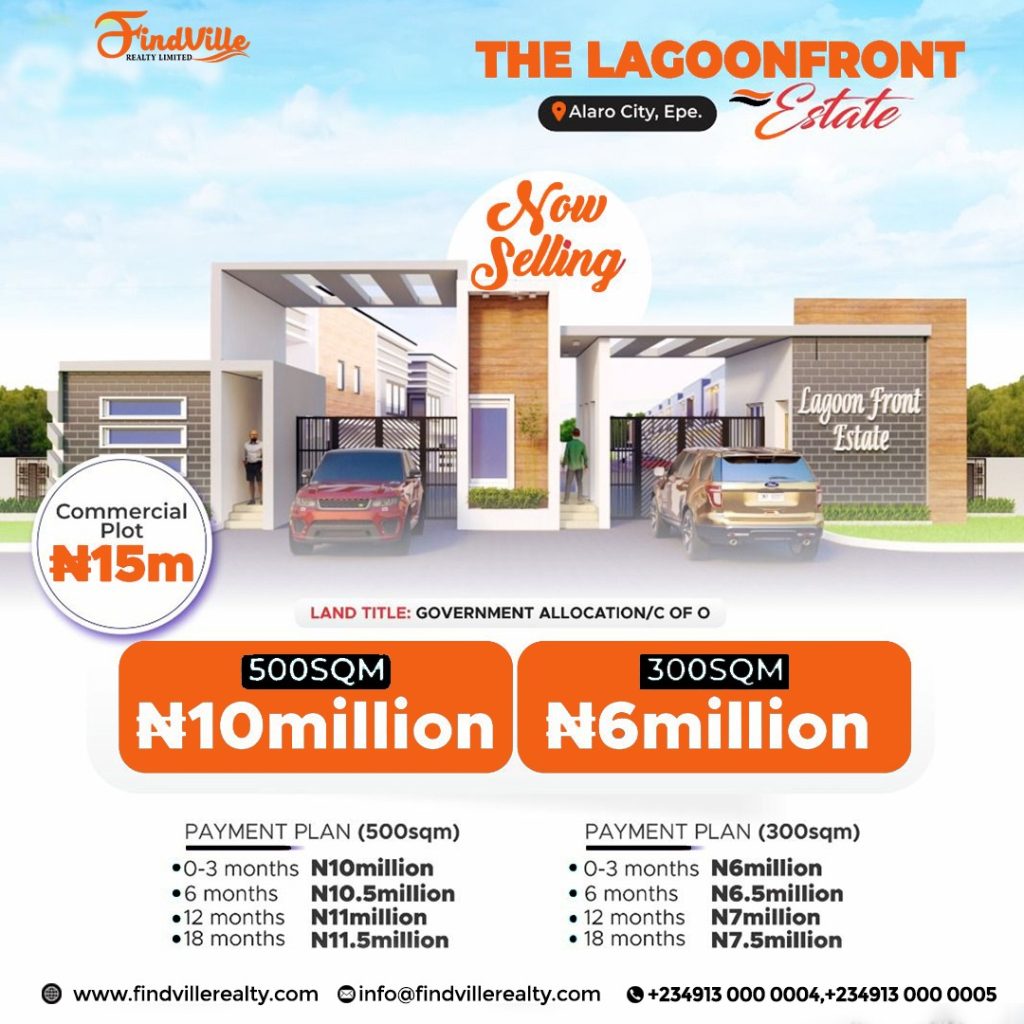 FindVille
REALTY LIMITED
THE LAGOONFRONT
Estate
Alaro City, Epe.
Now
Selling
Lagoon Front
Estate
Commercial
Plot
₦15m
LAND TITLE: GOVERNMENT ALLOCATION/C OF O
500SQM
₦10million
300SQM
₦6million
PAYMENT PLAN (500sqm)
•0-3 months N10million
•6 months N10.5million
•12 months N11million
•18 months N11.5million
PAYMENT PLAN (300sqm)
• 0-3 months N6million
• 6 months N6.5million
• 12 months N7million
• 18 months N7.5million
www.findvillerealty.com info@findvillerealty.com +234913 000 0004,+234913 000 0005